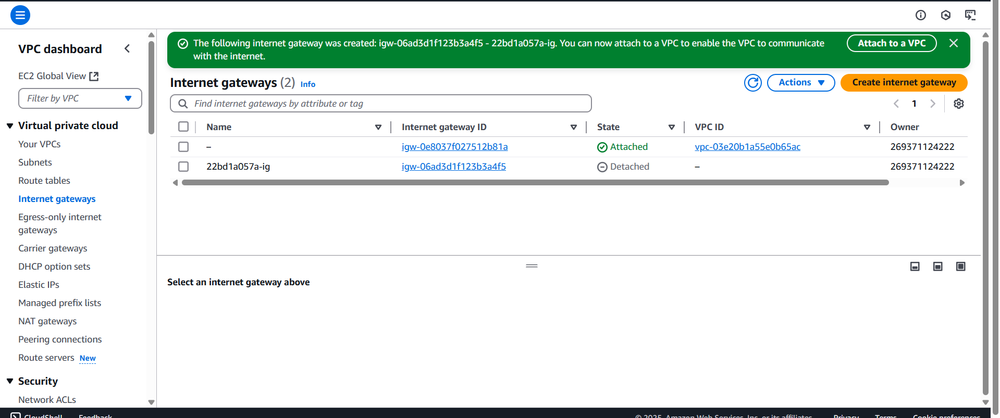 The following internet gateway was created: igw-06ad3d1f123b3a4f5 - 22bd1a057a-ig. You can now attach to a VPC to enable the VPC to communicate
with the internet.
Attach to a VPC
VPC dashboard
EC2 Global View
Filter by VPC
Virtual private cloud
Your VPCs
Subnets
Route tables
Internet gateways
Egress-only internet
gateways
Carrier gateways
DHCP option sets
Elastic IPs
Managed prefix lists
NAT gateways
Peering connections
Route servers New
Security
Network ACLs
Internet gateways (2) Info
Actions
Create internet gateway
Find internet gateways by attribute or tag
1
Name Internet gateway ID State VPC ID Owner
– igw-0e8037f027512b81a Attached vpc-03e20b1a55e0b65ac 269371124222
22bd1a057a-ig igw-06ad3d1f123b3a4f5 Detached – 269371124222
Select an internet gateway above
CloudShell Feedback © 2025, Amazon Web Services, Inc. or its affiliates. Privacy Terms Cookie preferences